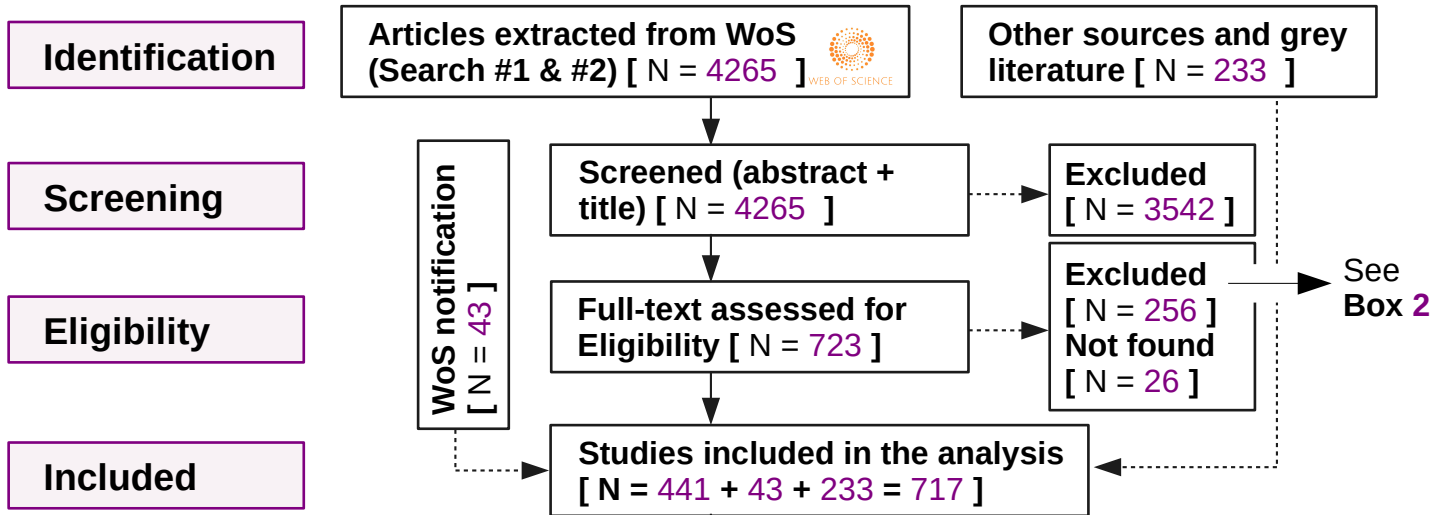 Identification
Articles extracted from WoS
(Search #1 & #2) [ N = 4265 ]
WEB OF SCIENCE
Other sources and grey
literature [ N = 233 ]
Screening
WoS notification
[ N = 43 ]
Screened (abstract +
title) [ N = 4265 ]
Excluded
[ N = 3542 ]
Eligibility
Full-text assessed for
Eligibility [ N = 723 ]
Excluded
[ N = 256 ]
Not found
[ N = 26 ]
See
Box 2
Included
Studies included in the analysis
[ N = 441 + 43 + 233 = 717 ]